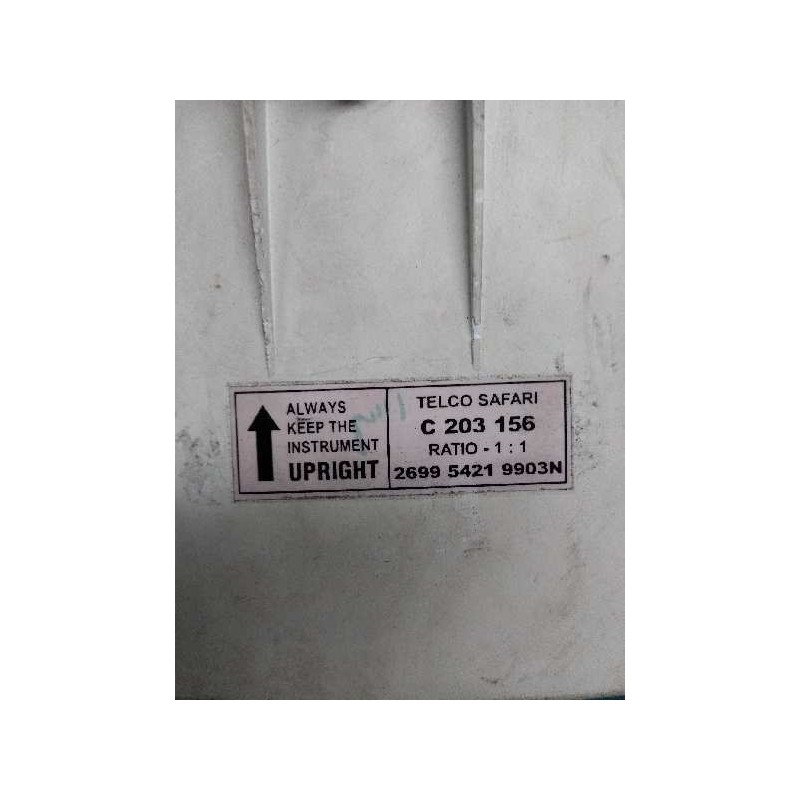 ALWAYS
KEEP THE
INSTRUMENT
UPRIGHT
TELCO SAFARI
C 203 156
RATIO - 1 : 1
2699 5421 9903N